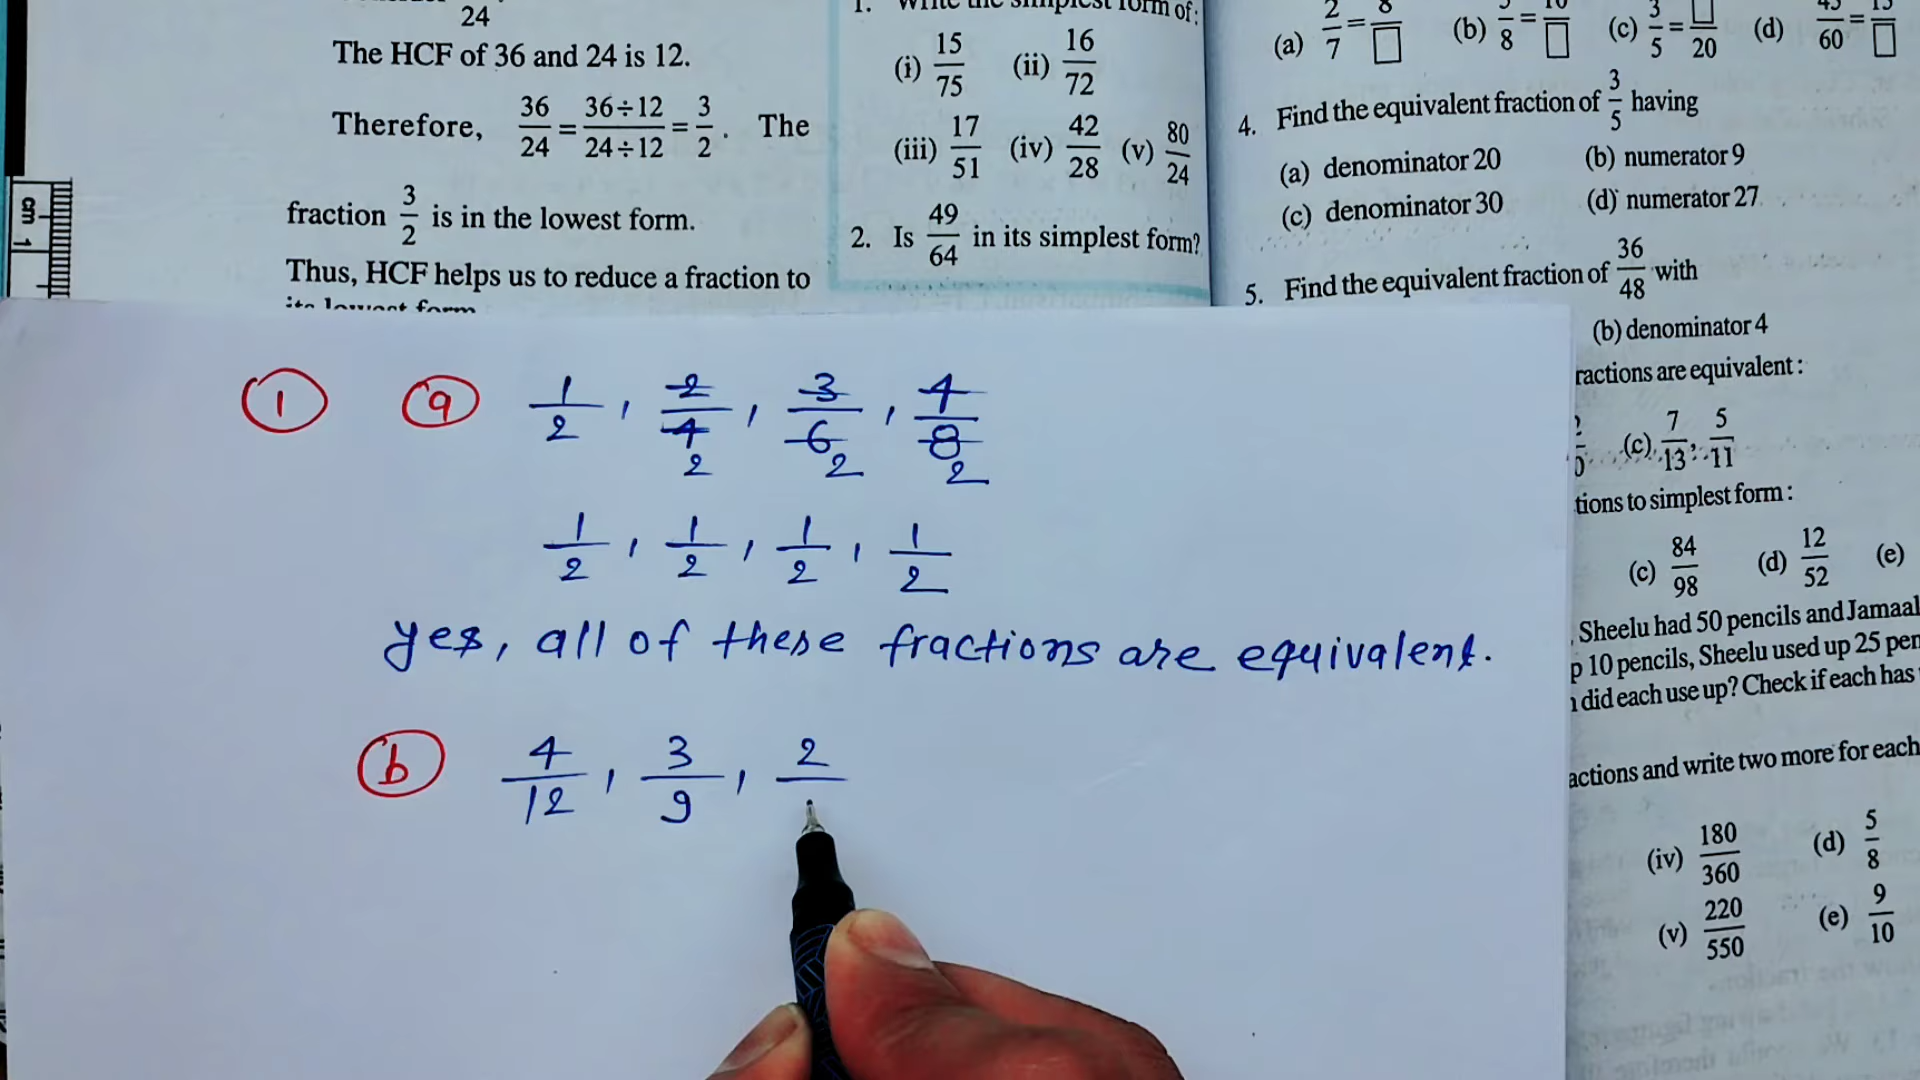 24
The HCF of 36 and 24 is 12.
Therefore, 36/24 = 36÷12/24÷12 = 3/2. The
fraction 3/2 is in the lowest form.
Thus, HCF helps us to reduce a fraction to
its lowest form
1. Write the simplest form of:
(i) 15/75 (ii) 16/72
(iii) 17/51 (iv) 42/28 (v) 80/24
2. Is 49/64 in its simplest form?
(a) 2/7 = 8/□ (b) 5/8 = 10/□ (c) 3/5 = □/20 (d) 45/60 = 15/□
4. Find the equivalent fraction of 3/5 having
(a) denominator 20 (b) numerator 9
(c) denominator 30 (d) numerator 27
5. Find the equivalent fraction of 36/48 with
(b) denominator 4
ractions are equivalent :
(c) 7/13, 5/11
tions to simplest form :
(c) 84/98 (d) 12/52 (e)
Sheelu had 50 pencils and Jamaal
p 10 pencils, Sheelu used up 25 pen
did each use up? Check if each has
actions and write two more for each
(iv) 180/360 (d) 5/8
(v) 220/550 (e) 9/10
cm 1
① ⓐ 1/2, 2/4, 3/6, 4/8
2 2 2
1/2, 1/2, 1/2, 1/2
yes, all of these fractions are equivalent.
ⓑ 4/12, 3/9, 2/